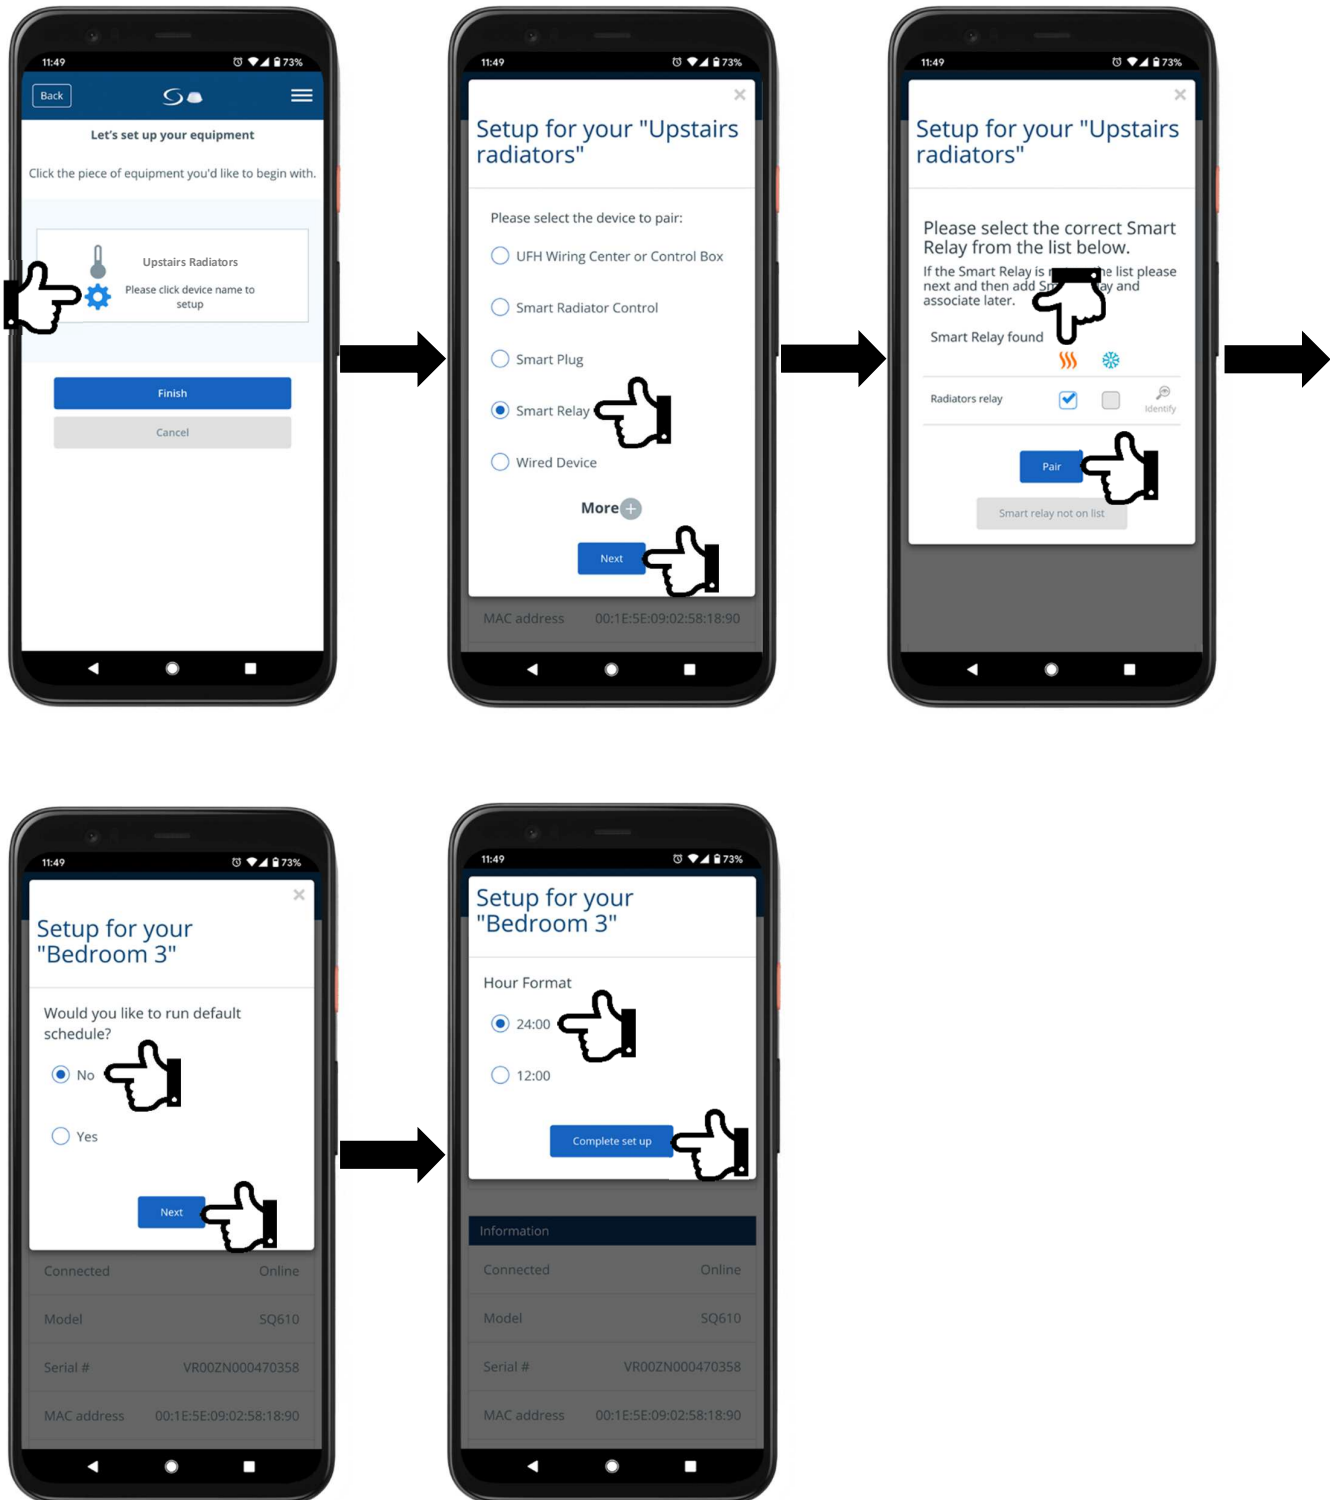 11:49 73%
Back
Let's set up your equipment
Click the piece of equipment you'd like to begin with.
Upstairs Radiators
Please click device name to
setup
Finish
Cancel
11:49 73%
×
Setup for your "Upstairs
radiators"
Please select the device to pair:
UFH Wiring Center or Control Box
Smart Radiator Control
Smart Plug
Smart Relay
Wired Device
More +
Next
MAC address 00:1E:5E:09:02:58:18:90
11:49 73%
×
Setup for your "Upstairs
radiators"
Please select the correct Smart
Relay from the list below.
If the Smart Relay is list please
next and then add and
associate later.
Smart Relay found
Radiators relay
Identify
Pair
Smart relay not on list
11:49 73%
×
Setup for your
"Bedroom 3"
Would you like to run default
schedule?
No
Yes
Next
Connected Online
Model SQ610
Serial # VR00ZN000470358
MAC address 00:1E:5E:09:02:58:18:90
11:49 73%
Setup for your
"Bedroom 3"
Hour Format
24:00
12:00
Complete set up
Information
Connected Online
Model SQ610
Serial # VR00ZN000470358
MAC address 00:1E:5E:09:02:58:18:90